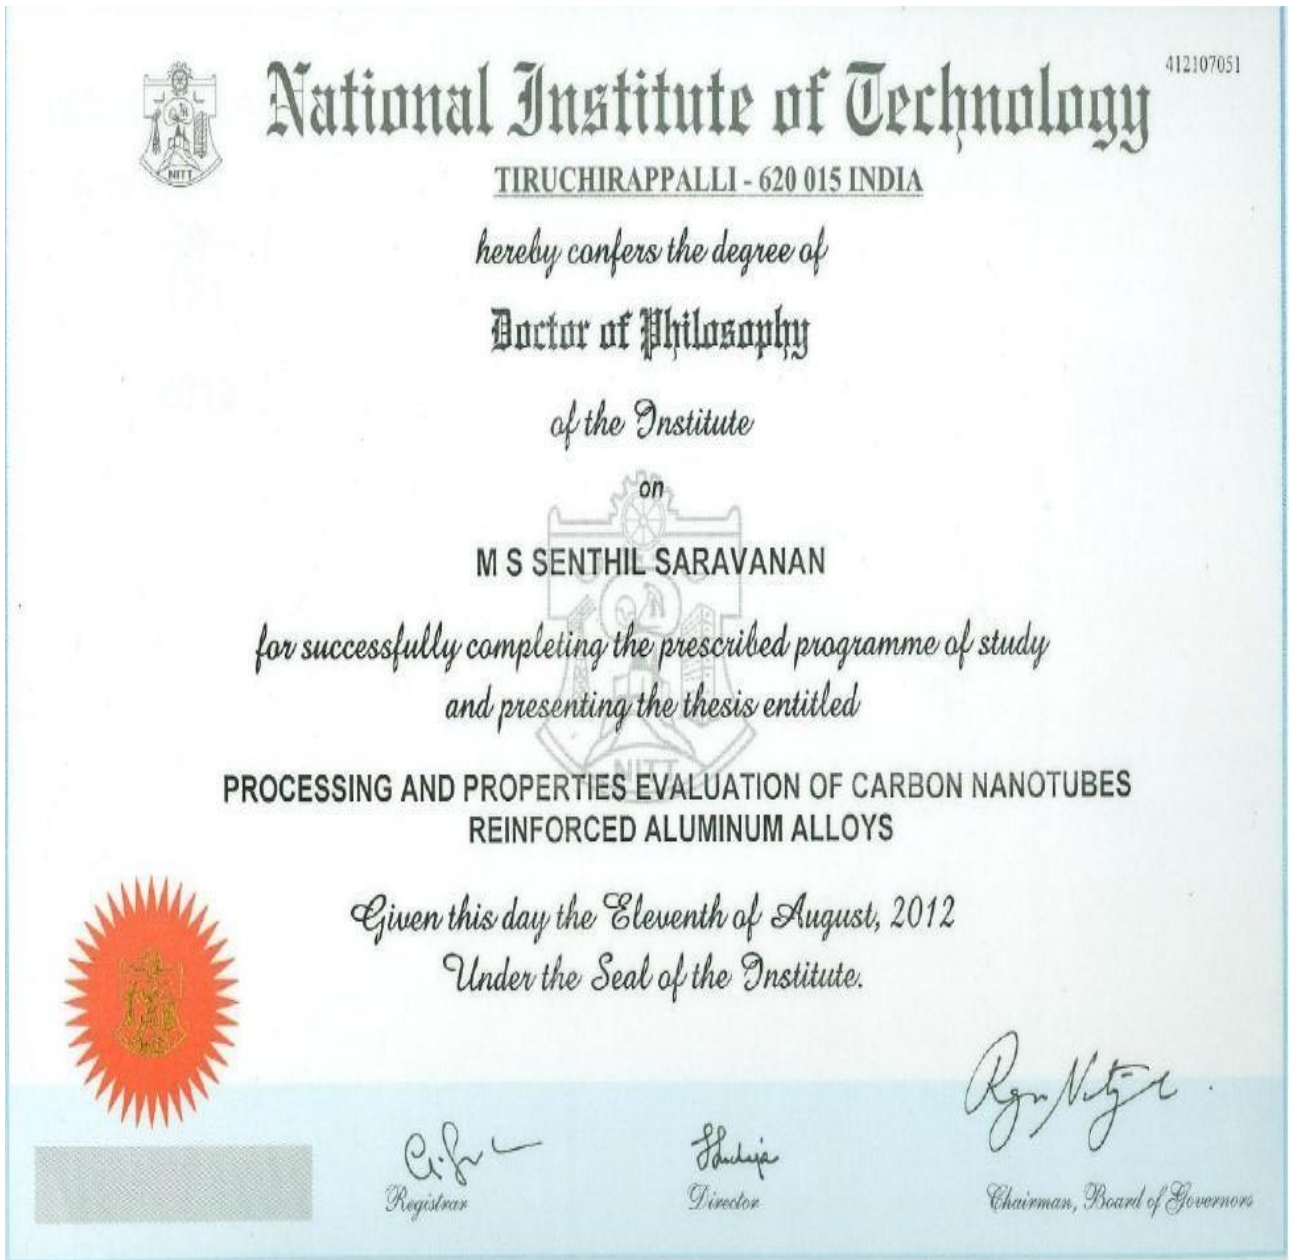 412107051
National Institute of Technology
NITT
TIRUCHIRAPPALLI - 620 015 INDIA
hereby confers the degree of
Doctor of Philosophy
of the Institute
on
M S SENTHIL SARAVANAN
for successfully completing the prescribed programme of study
and presenting the thesis entitled
NITT
PROCESSING AND PROPERTIES EVALUATION OF CARBON NANOTUBES
REINFORCED ALUMINUM ALLOYS
Given this day the Eleventh of August, 2012
Under the Seal of the Institute.
Registrar
Director
Chairman, Board of Governors